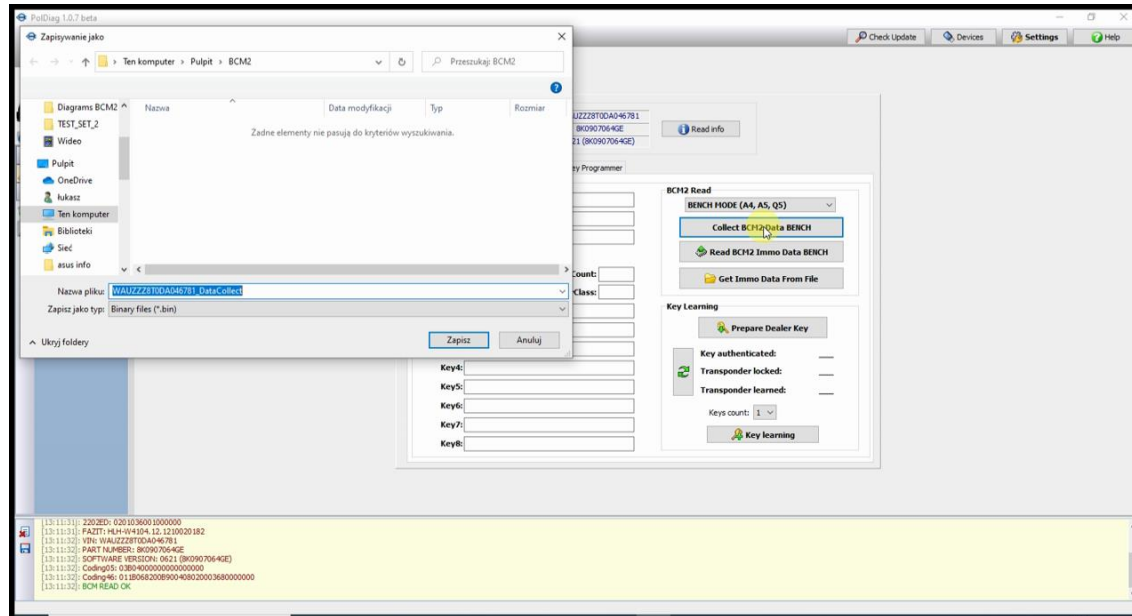 PolDiag 1.0.7 beta
Check Update
Devices
Settings
Help
Zapisywanie jako
Ten komputer > Pulpit > BCM2
Przeszukaj: BCM2
Diagrams BCM2
TEST_SET_2
Wideo
Pulpit
OneDrive
łukasz
Ten komputer
Biblioteki
Sieć
asus info
Nazwa
Data modyfikacji
Typ
Rozmiar
Żadne elementy nie pasują do kryteriów wyszukiwania.
Nazwa pliku: WAUZZZ8T0DA046781_DataCollect
Zapisz jako typ: Binary files (*.bin)
Ukryj foldery
Zapisz
Anuluj
UZZZ8T0DA046781
8K0907064GE
21 (8K0907064GE)
Read info
ey Programmer
Count:
Class:
Key4:
Key5:
Key6:
Key7:
Key8:
BCM2 Read
BENCH MODE (A4, A5, Q5)
Collect BCM2 Data BENCH
Read BCM2 Immo Data BENCH
Get Immo Data From File
Key Learning
Prepare Dealer Key
Key authenticated: ___
Transponder locked: ___
Transponder learned: ___
Keys count: 1
Key learning
[13:11:31]: 2202ED: 0201036001000000
[13:11:31]: FAZIT: HLH-W4104.12.1210020182
[13:11:32]: VIN: WAUZZZ8T0DA046781
[13:11:32]: PART NUMBER: 8K0907064GE
[13:11:32]: SOFTWARE VERSION: 0621 (8K0907064GE)
[13:11:32]: Coding05: 03B04000000000000000
[13:11:32]: Coding46: 011B068200B900408020003680000000
[13:11:32]: BCM READ OK